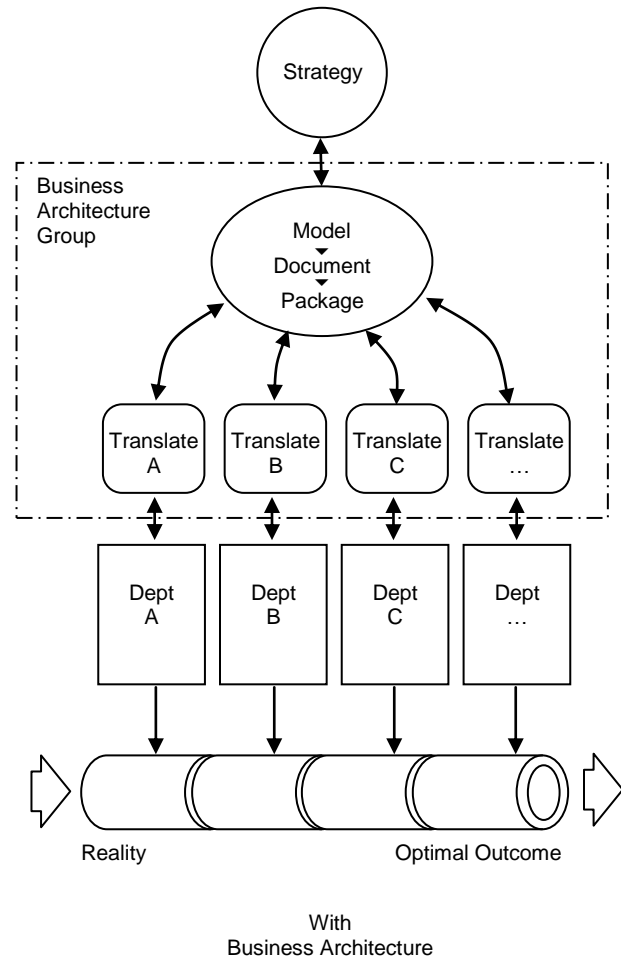 Strategy
Business
Architecture
Group
Model
Document
Package
Translate
A
Translate
B
Translate
C
Translate
…
Dept
A
Dept
B
Dept
C
Dept
…
Reality
Optimal Outcome
With
Business Architecture